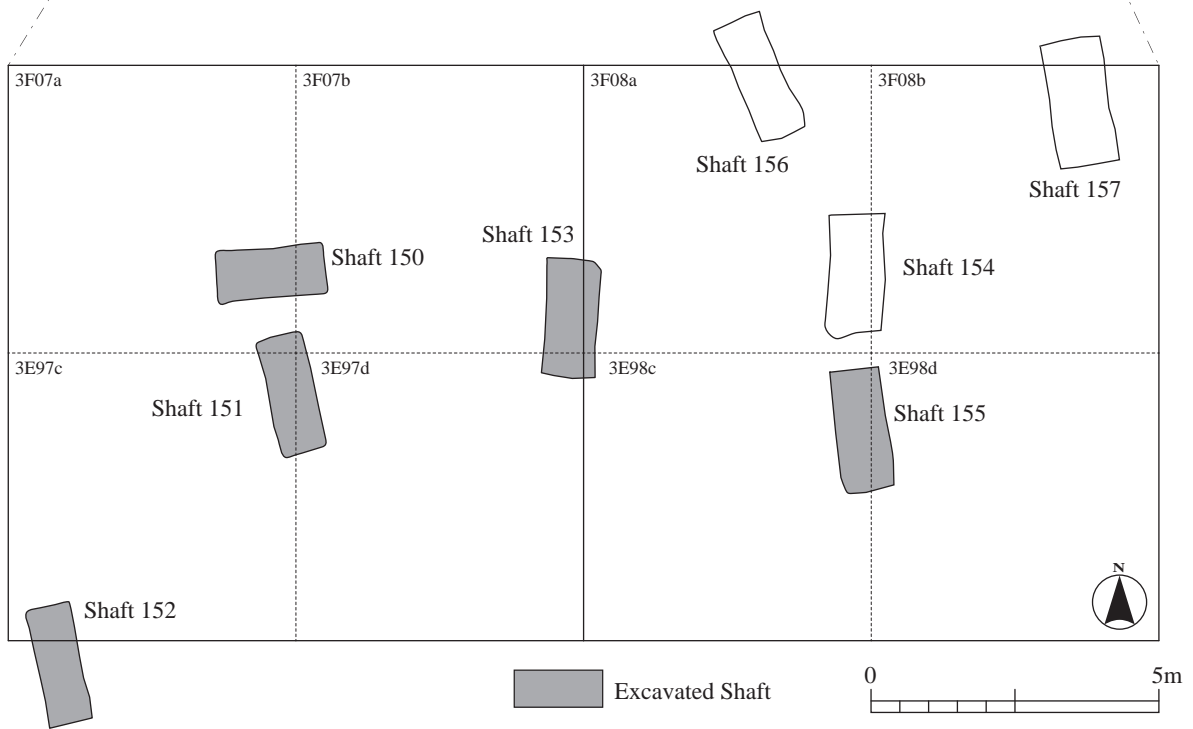 3F07a
3F07b
3F08a
3F08b
Shaft 156
Shaft 157
Shaft 153
Shaft 150
Shaft 154
3E97c
3E97d
3E98c
3E98d
Shaft 151
Shaft 155
N
Shaft 152
0
5m
Excavated Shaft